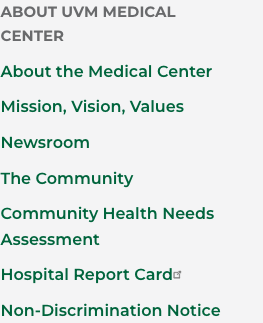 ABOUT UVM MEDICAL
CENTER
About the Medical Center
Mission, Vision, Values
Newsroom
The Community
Community Health Needs
Assessment
Hospital Report Card
Non-Discrimination Notice